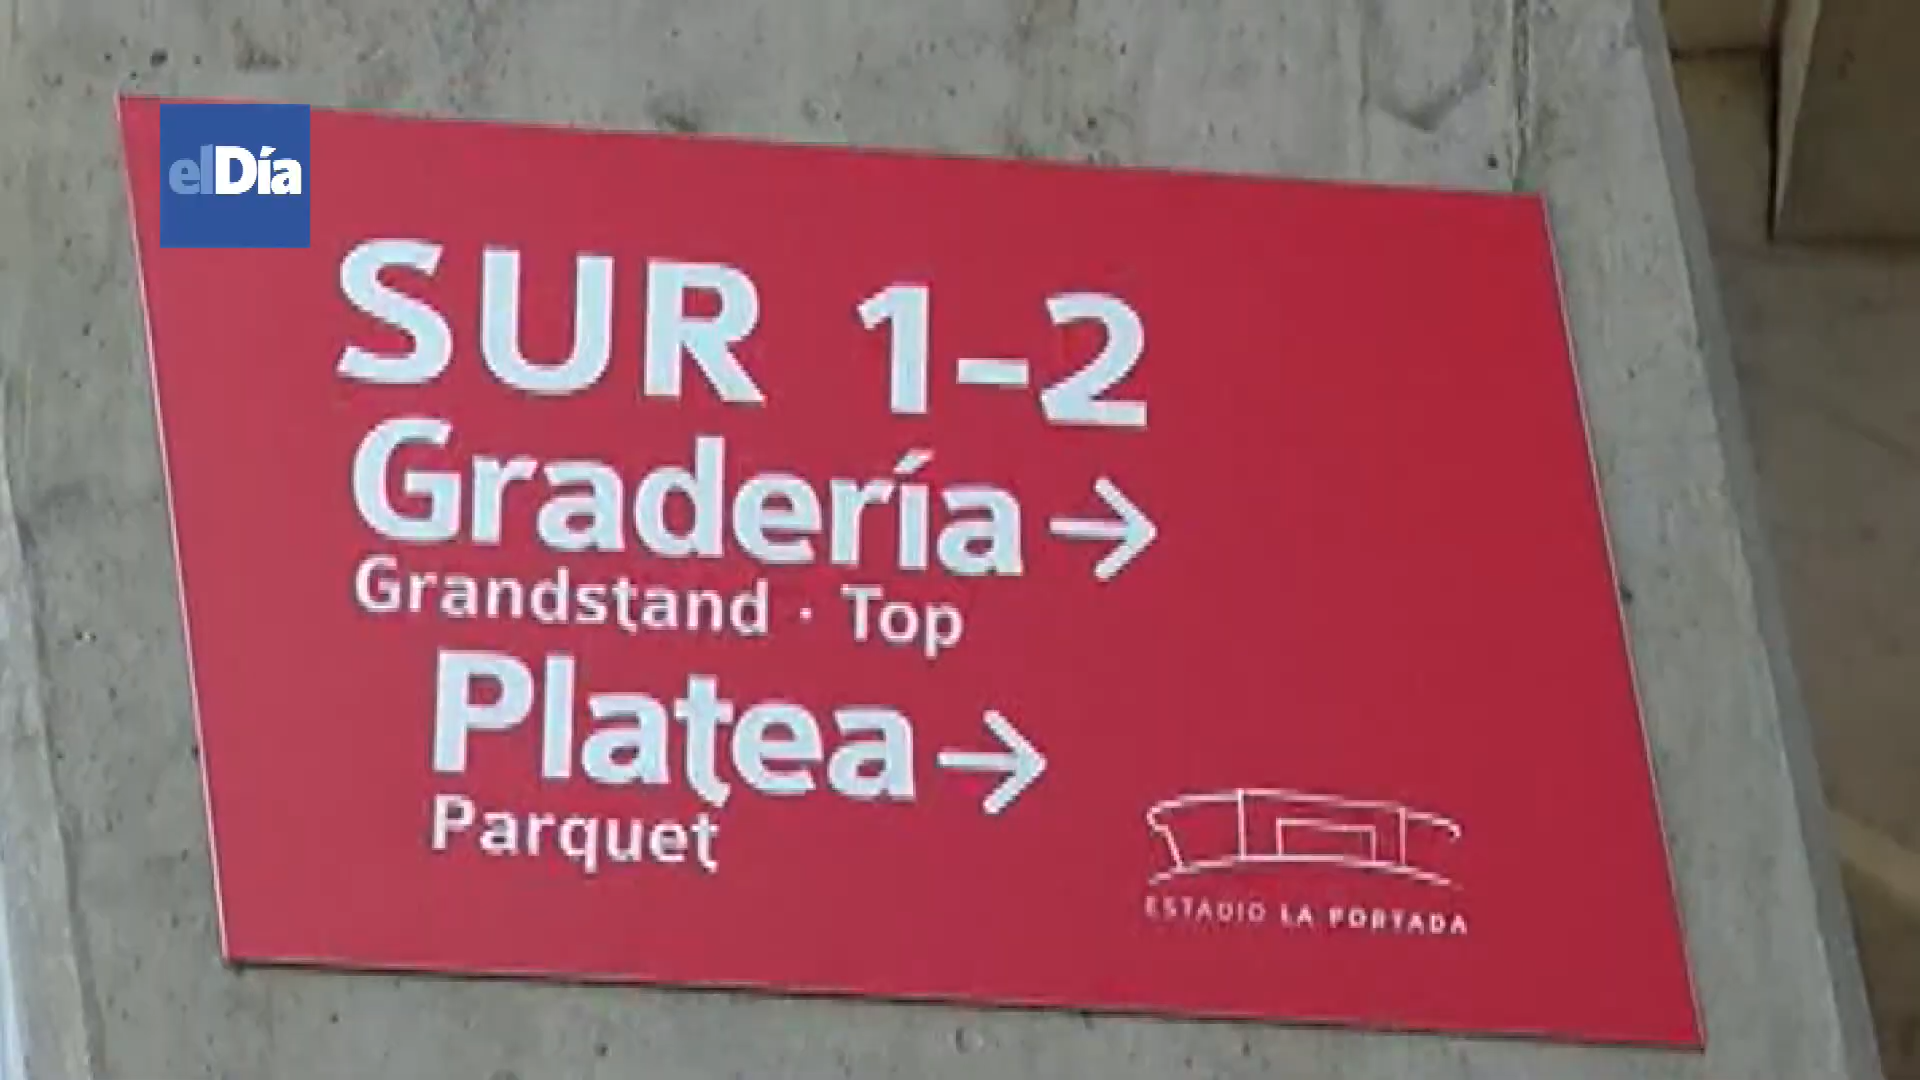 elDía
SUR 1-2
Gradería →
Grandstand · Top
Platea →
Parquet
ESTADIO LA PORTADA